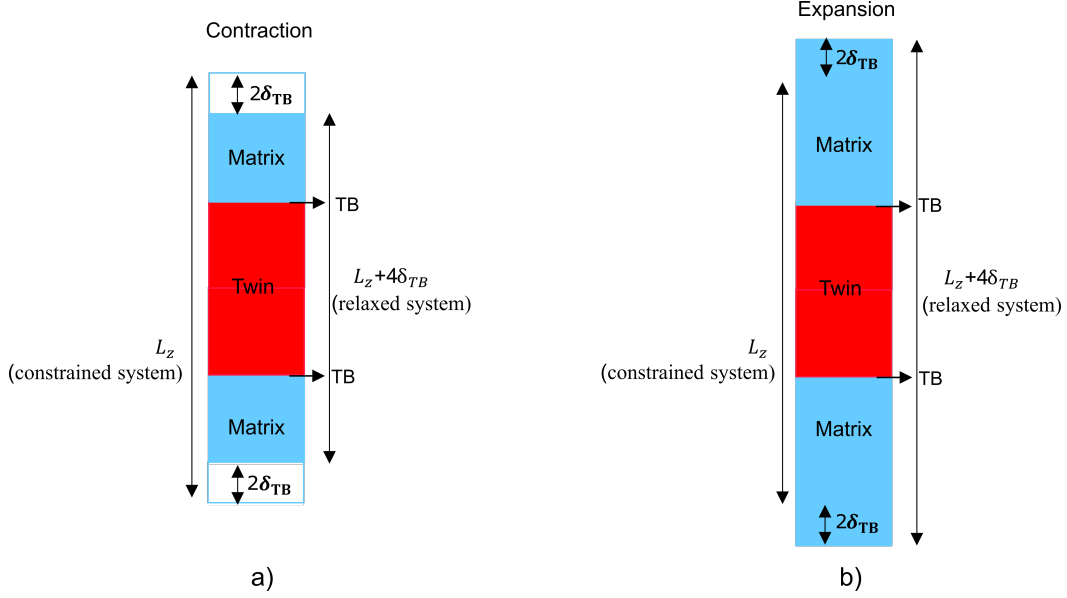 Contraction
2δTB
Matrix
TB
Twin
Lz+4δTB
(relaxed system)
Lz
(constrained system)
TB
Matrix
2δTB
a)
Expansion
2δTB
Matrix
TB
Twin
Lz+4δTB
(relaxed system)
Lz
(constrained system)
TB
Matrix
2δTB
b)